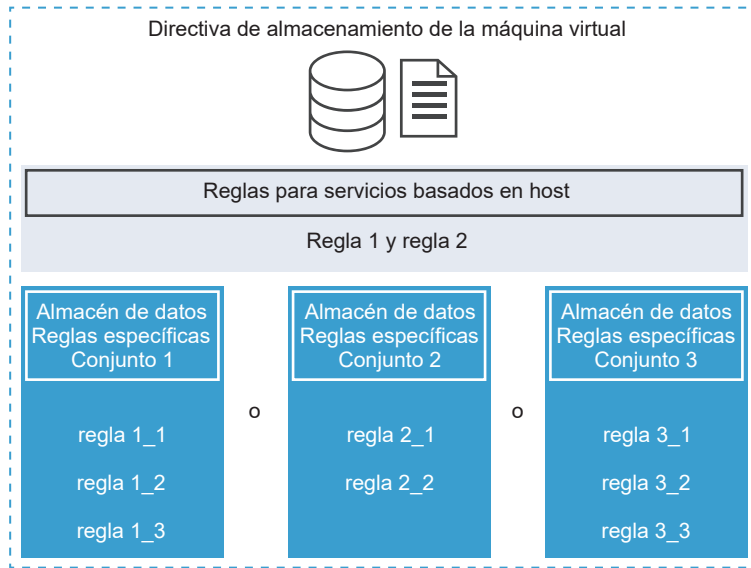 Directiva de almacenamiento de la máquina virtual
Reglas para servicios basados en host
Regla 1 y regla 2
Almacén de datos
Reglas específicas
Conjunto 1
regla 1_1
regla 1_2
regla 1_3
o
Almacén de datos
Reglas específicas
Conjunto 2
regla 2_1
regla 2_2
o
Almacén de datos
Reglas específicas
Conjunto 3
regla 3_1
regla 3_2
regla 3_3